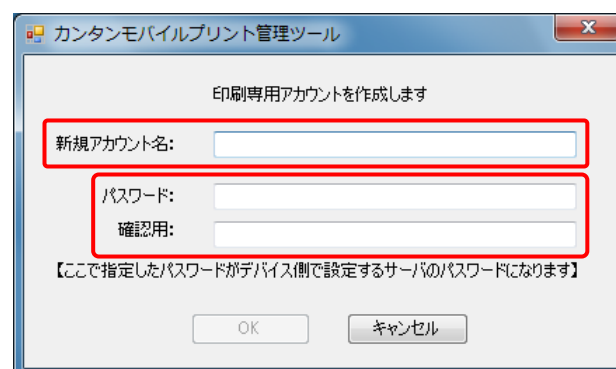 カンタンモバイルプリント管理ツール
印刷専用アカウントを作成します
新規アカウント名:
パスワード:
確認用:
【ここで指定したパスワードがデバイス側で設定するサーバのパスワードになります】
OK キャンセル